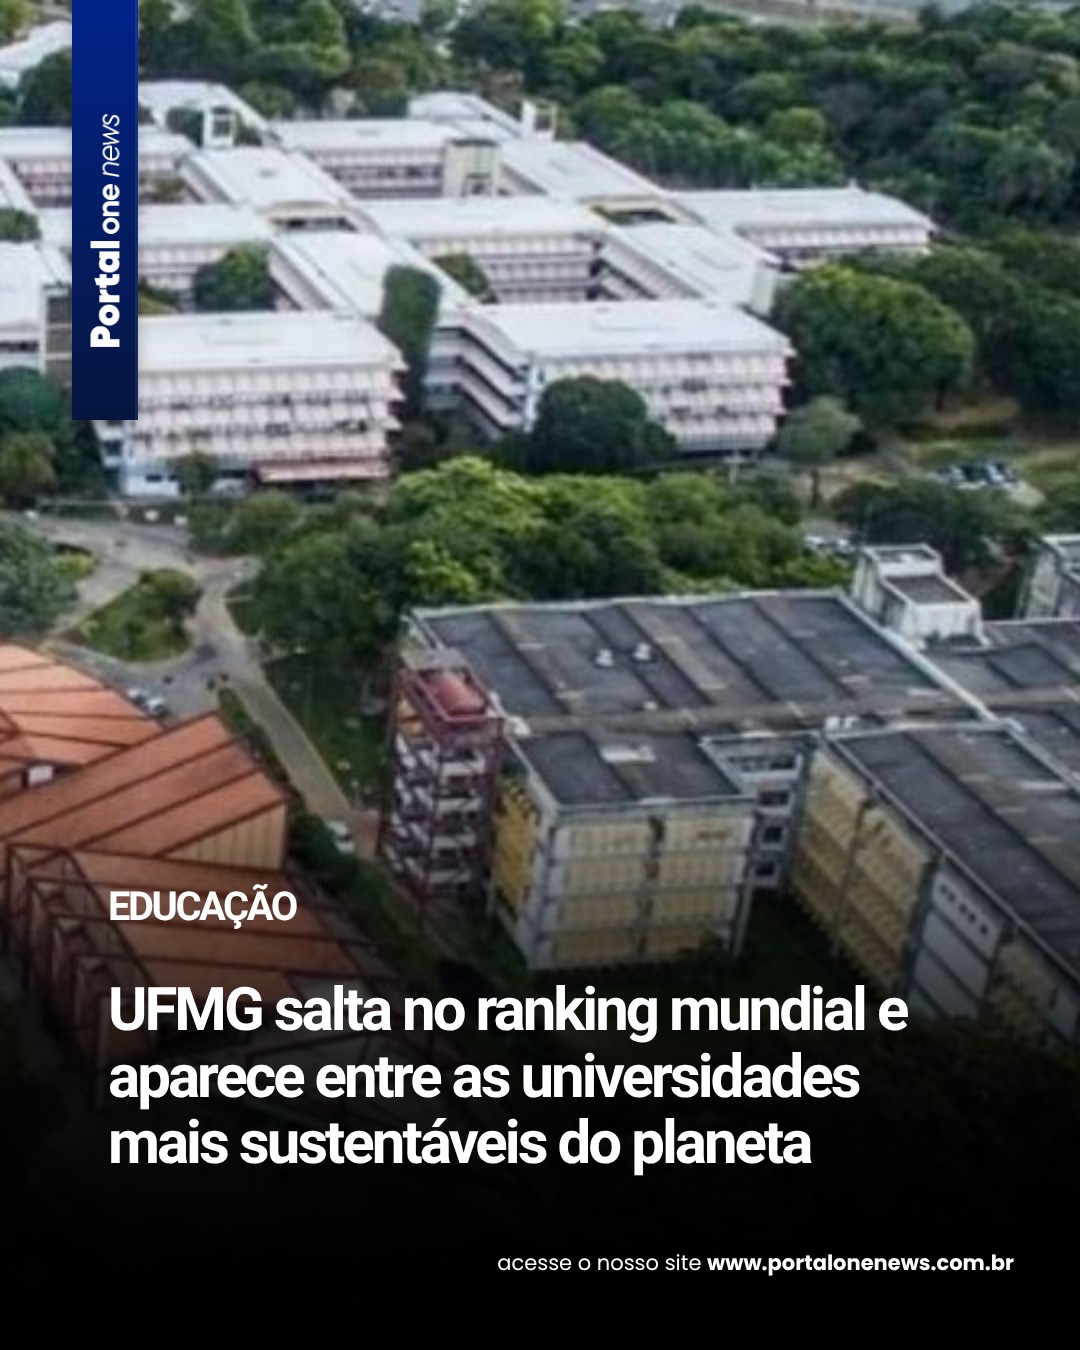 Portal one news
EDUCAÇÃO
UFMG salta no ranking mundial e
aparece entre as universidades
mais sustentáveis do planeta
acesse o nosso site www.portalonenews.com.br